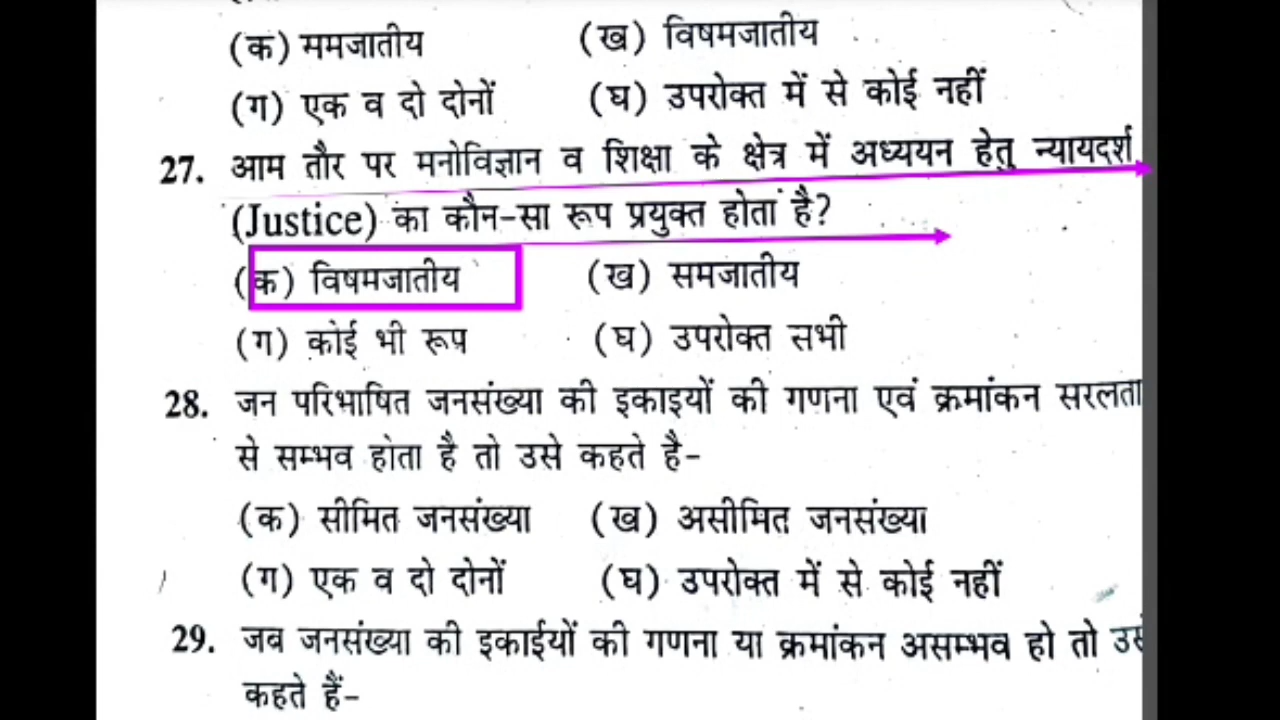 (क) ममजातीय (ख) विषमजातीय
(ग) एक व दो दोनों (घ) उपरोक्त में से कोई नहीं
27. आम तौर पर मनोविज्ञान व शिक्षा के क्षेत्र में अध्ययन हेतु न्यायदर्श
(Justice) का कौन-सा रूप प्रयुक्त होता है?
(क) विषमजातीय (ख) समजातीय
(ग) कोई भी रूप (घ) उपरोक्त सभी
28. जन परिभाषित जनसंख्या की इकाइयों की गणना एवं क्रमांकन सरलता
से सम्भव होता है तो उसे कहते है-
(क) सीमित जनसंख्या (ख) असीमित जनसंख्या
(ग) एक व दो दोनों (घ) उपरोक्त में से कोई नहीं
29. जब जनसंख्या की इकाईयों की गणना या क्रमांकन असम्भव हो तो
कहते हैं-